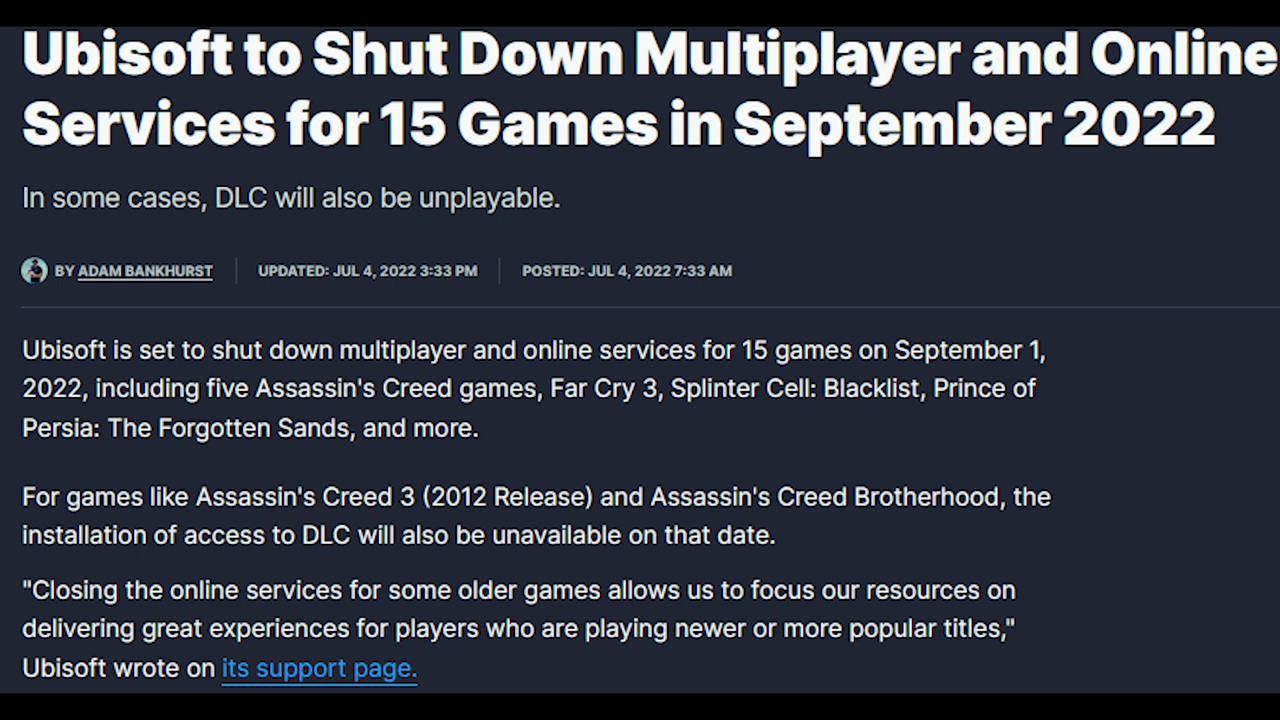 Ubisoft to Shut Down Multiplayer and Online
Services for 15 Games in September 2022
In some cases, DLC will also be unplayable.
BY ADAM BANKHURST UPDATED: JUL 4, 2022 3:33 PM POSTED: JUL 4, 2022 7:33 AM
Ubisoft is set to shut down multiplayer and online services for 15 games on September 1,
2022, including five Assassin's Creed games, Far Cry 3, Splinter Cell: Blacklist, Prince of
Persia: The Forgotten Sands, and more.
For games like Assassin's Creed 3 (2012 Release) and Assassin's Creed Brotherhood, the
installation of access to DLC will also be unavailable on that date.
"Closing the online services for some older games allows us to focus our resources on
delivering great experiences for players who are playing newer or more popular titles,"
Ubisoft wrote on its support page.